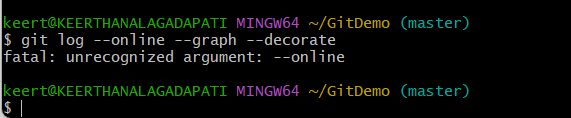 keert@KEERTHANALAGADAPATI MINGW64 ~/GitDemo (master)
$ git log --online --graph --decorate
fatal: unrecognized argument: --online
keert@KEERTHANALAGADAPATI MINGW64 ~/GitDemo (master)
$